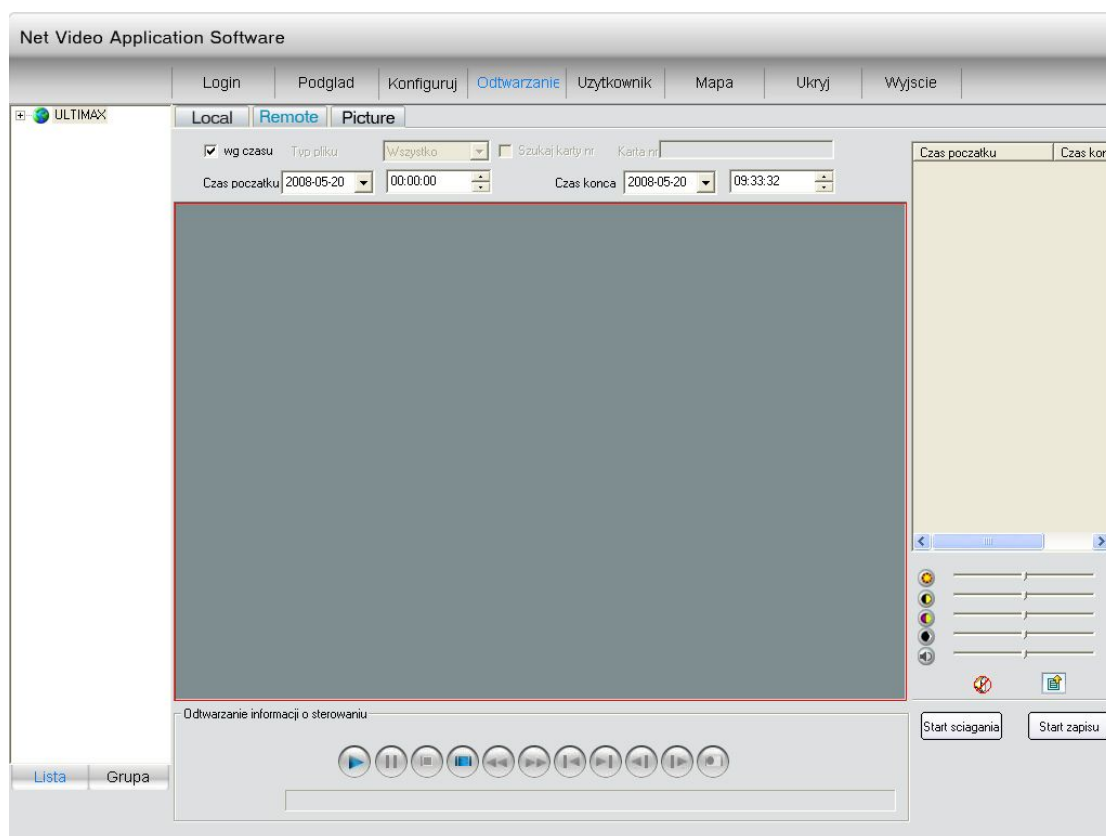 Net Video Application Software
Login Podglad Konfiguruj Odtwarzanie Uzytkownik Mapa Ukryj Wyjscie
ULTIMAX
Local Remote Picture
wg czasu Typ pliku Wszystko Szukaj karty nr Karta nr
Czas poczatku 2008-05-20 00:00:00 Czas konca 2008-05-20 09:33:32
Czas poczatku Czas kor
Odtwarzanie informacji o sterowaniu
Start sciagania Start zapisu
Lista Grupa